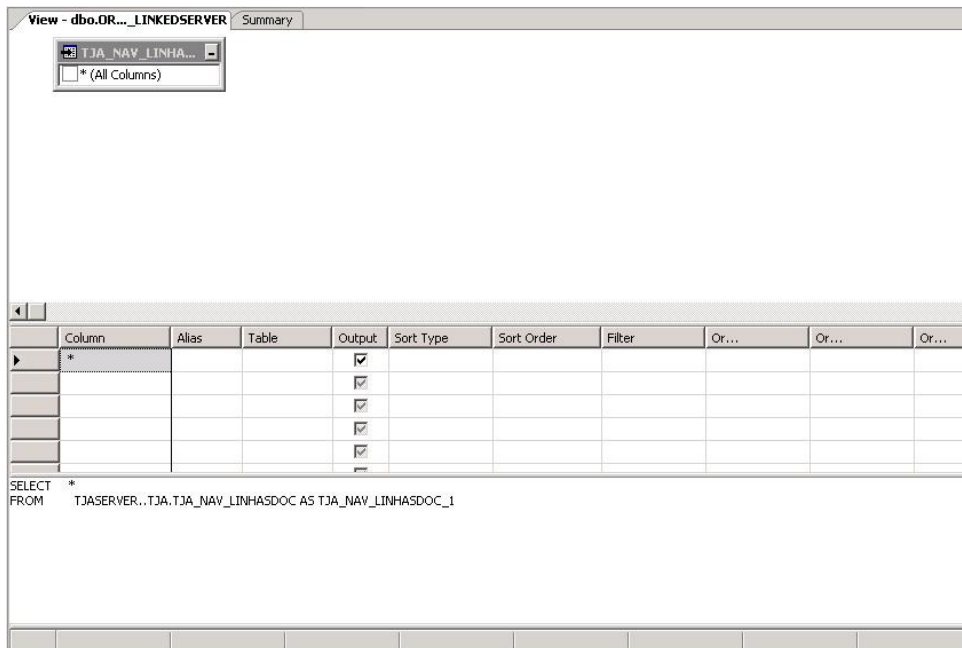 View - dbo.OR..._LINKEDSERVER Summary
TJA_NAV_LINHA...
* (All Columns)
Column Alias Table Output Sort Type Sort Order Filter Or... Or... Or...
*
SELECT *
FROM TJASERVER..TJA.TJA_NAV_LINHASDOC AS TJA_NAV_LINHASDOC_1